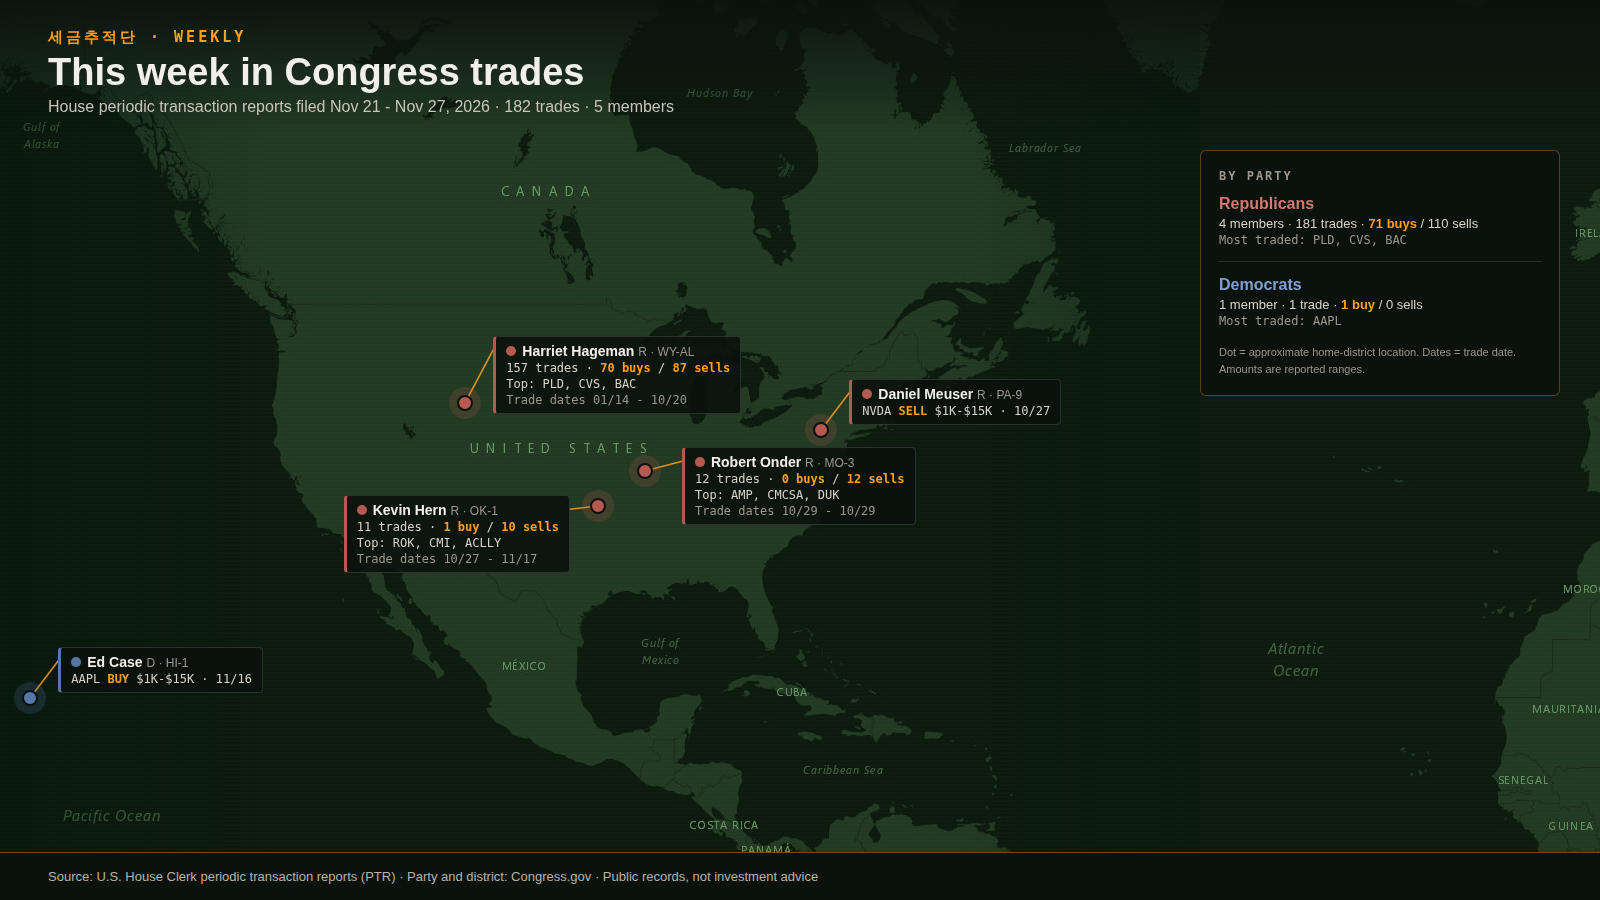 세금추적단 · WEEKLY
This week in Congress trades
House periodic transaction reports filed Nov 21 - Nov 27, 2026 · 182 trades · 5 members
Hudson Bay
Gulf of
Alaska
Labrador Sea
CANADA
BY PARTY
Republicans
4 members · 181 trades · 71 buys / 110 sells
Most traded: PLD, CVS, BAC
Democrats
1 member · 1 trade · 1 buy / 0 sells
Most traded: AAPL
Dot = approximate home-district location. Dates = trade date.
Amounts are reported ranges.
IREL
Harriet Hageman R · WY-AL
157 trades · 70 buys / 87 sells
Top: PLD, CVS, BAC
Trade dates 01/14 - 10/20
Daniel Meuser R · PA-9
NVDA SELL $1K-$15K · 10/27
UNITED STATES
Robert Onder R · MO-3
12 trades · 0 buys / 12 sells
Top: AMP, CMCSA, DUK
Trade dates 10/29 - 10/29
Kevin Hern R · OK-1
11 trades · 1 buy / 10 sells
Top: ROK, CMI, ACLLY
Trade dates 10/27 - 11/17
MOROC
Ed Case D · HI-1
AAPL BUY $1K-$15K · 11/16
Gulf of
Mexico
MÉXICO
CUBA
Atlantic
Ocean
MAURITANIA
Caribbean Sea
SENEGAL
Pacific Ocean
COSTA RICA
GUINEA
PANAMÁ
Source: U.S. House Clerk periodic transaction reports (PTR) · Party and district: Congress.gov · Public records, not investment advice